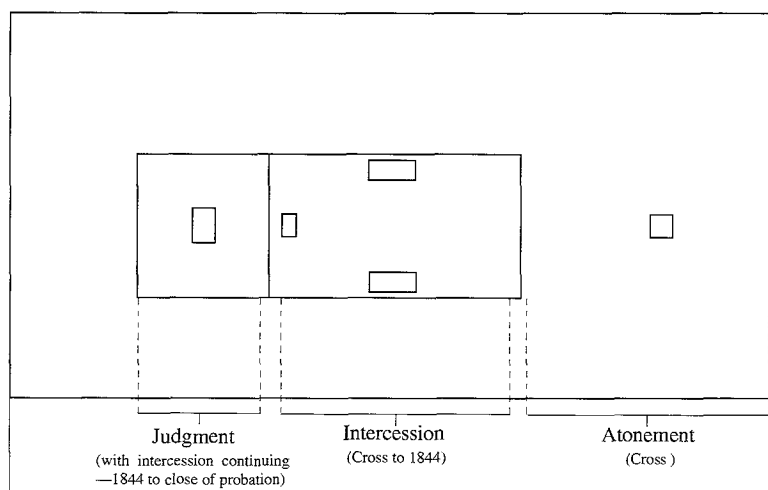 Judgment
(with intercession continuing
—1844 to close of probation)
Intercession
(Cross to 1844)
Atonement
(Cross )